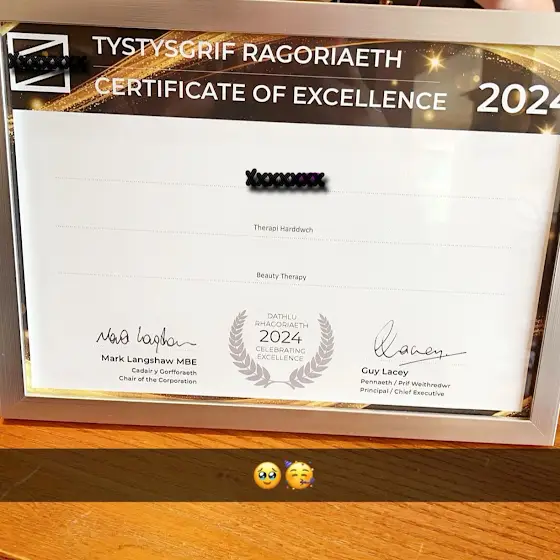 TYSTYSGRIF RAGORIAETH
CERTIFICATE OF EXCELLENCE
2024
Therapi Harddwch
Beauty Therapy
DATHLU
RHAGORIAETH
2024
CELEBRATING
EXCELLENCE
Mark Langshaw MBE
Cadair y Gorfforaeth
Chair of the Corporation
Guy Lacey
Pennaeth / Prif Weithredwr
Principal / Chief Executive
🥹🥳